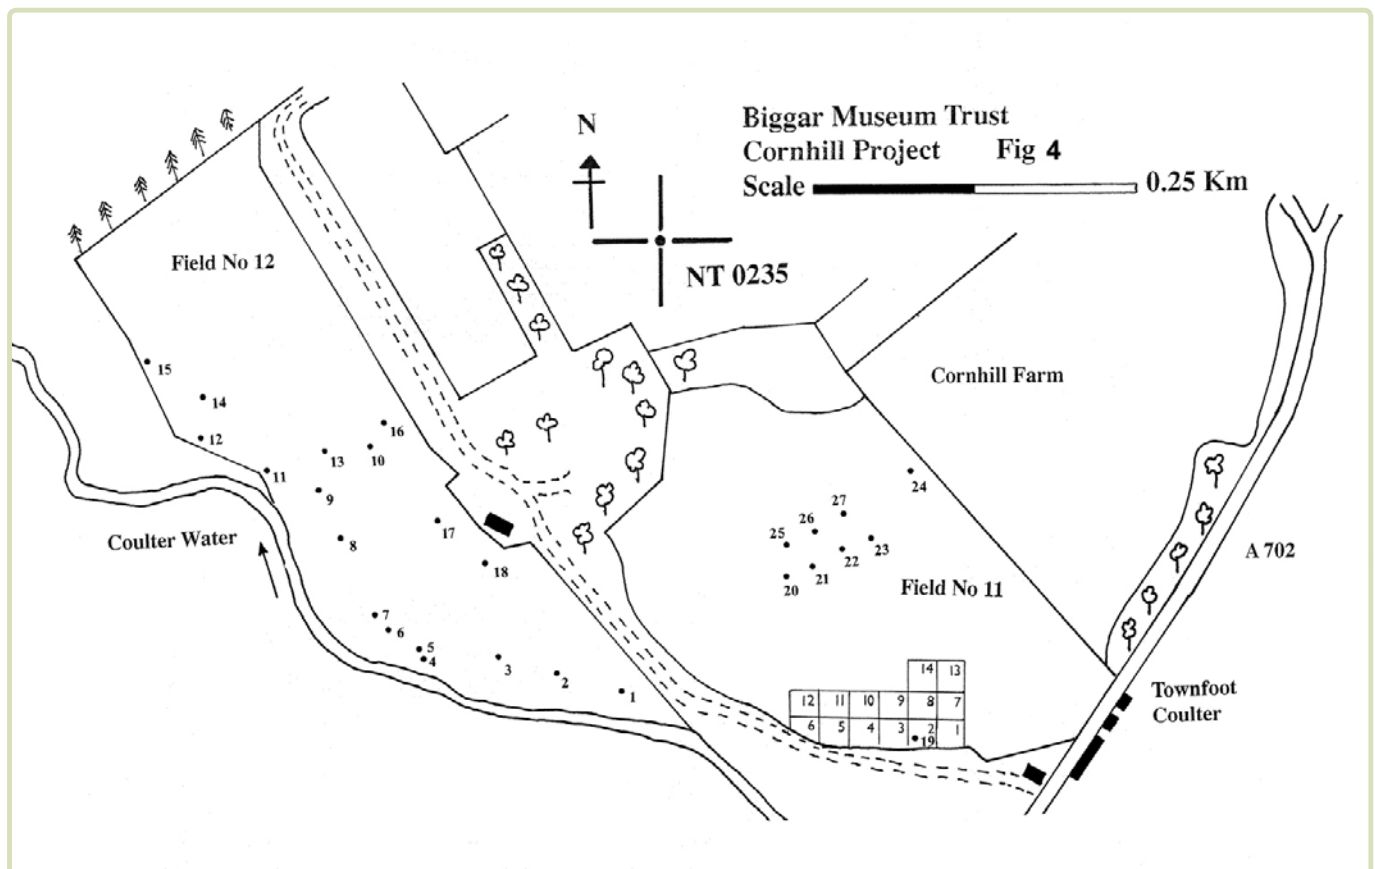 Biggar Museum Trust
Cornhill Project Fig 4
Scale 0.25 Km
N
NT 0235
Field No 12
Cornhill Farm
15
14
12
16
13
10
11
9
8
17
18
Coulter Water
7
6
5
4
3
2
1
24
27
26
25
23
22
21
20
Field No 11
A 702
14 13
12 11 10 9 8 7
6 5 4 3 2 1
19
Townfoot
Coulter